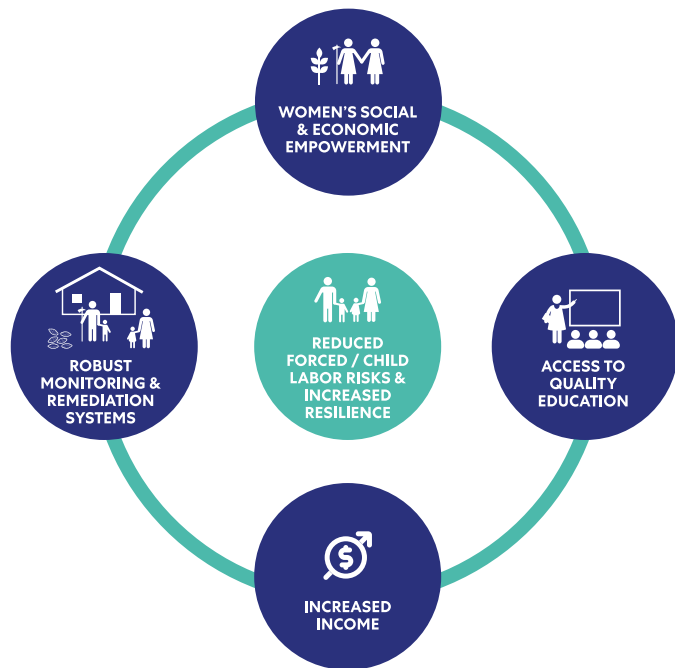 WOMEN'S SOCIAL
& ECONOMIC
EMPOWERMENT
ROBUST
MONITORING &
REMEDIATION
SYSTEMS
REDUCED
FORCED / CHILD
LABOR RISKS &
INCREASED
RESILIENCE
ACCESS TO
QUALITY
EDUCATION
$
INCREASED
INCOME